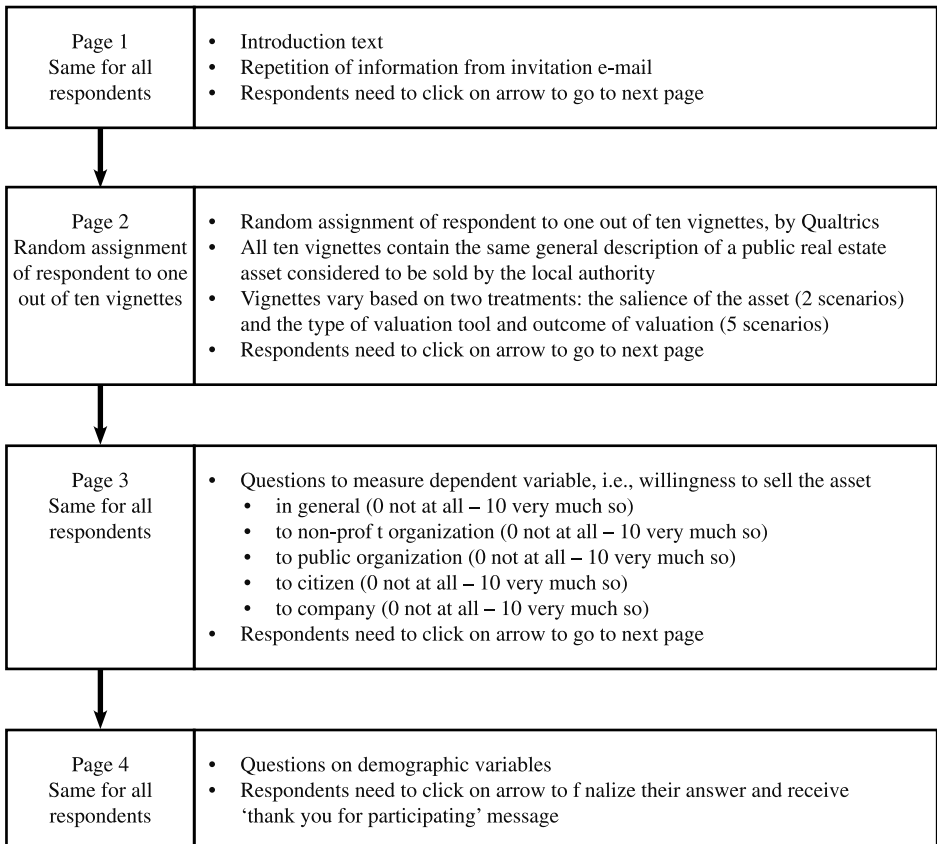 Page 1
Same for all
respondents
• Introduction text
• Repetition of information from invitation e-mail
• Respondents need to click on arrow to go to next page
Page 2
Random assignment
of respondent to one
out of ten vignettes
• Random assignment of respondent to one out of ten vignettes, by Qualtrics
• All ten vignettes contain the same general description of a public real estate
asset considered to be sold by the local authority
• Vignettes vary based on two treatments: the salience of the asset (2 scenarios)
and the type of valuation tool and outcome of valuation (5 scenarios)
• Respondents need to click on arrow to go to next page
Page 3
Same for all
respondents
• Questions to measure dependent variable, i.e., willingness to sell the asset
• in general (0 not at all – 10 very much so)
• to non-prof t organization (0 not at all – 10 very much so)
• to public organization (0 not at all – 10 very much so)
• to citizen (0 not at all – 10 very much so)
• to company (0 not at all – 10 very much so)
• Respondents need to click on arrow to go to next page
Page 4
Same for all
respondents
• Questions on demographic variables
• Respondents need to click on arrow to f nalize their answer and receive
‘thank you for participating’ message